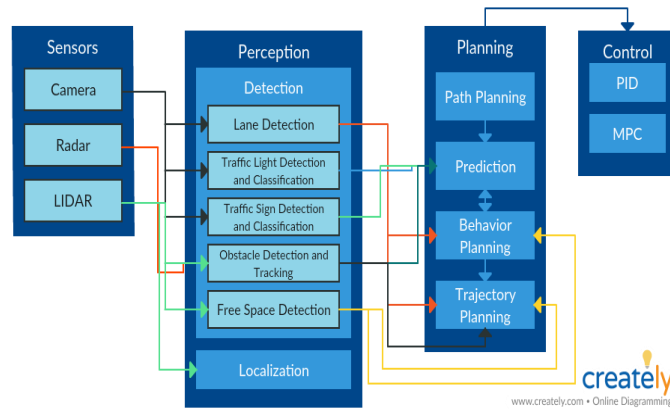 Sensors
Camera
Radar
LIDAR
Perception
Detection
Lane Detection
Traffic Light Detection
and Classification
Traffic Sign Detection
and Classification
Obstacle Detection and
Tracking
Free Space Detection
Localization
Planning
Path Planning
Prediction
Behavior
Planning
Trajectory
Planning
Control
PID
MPC
creately
www.creately.com • Online Diagramming